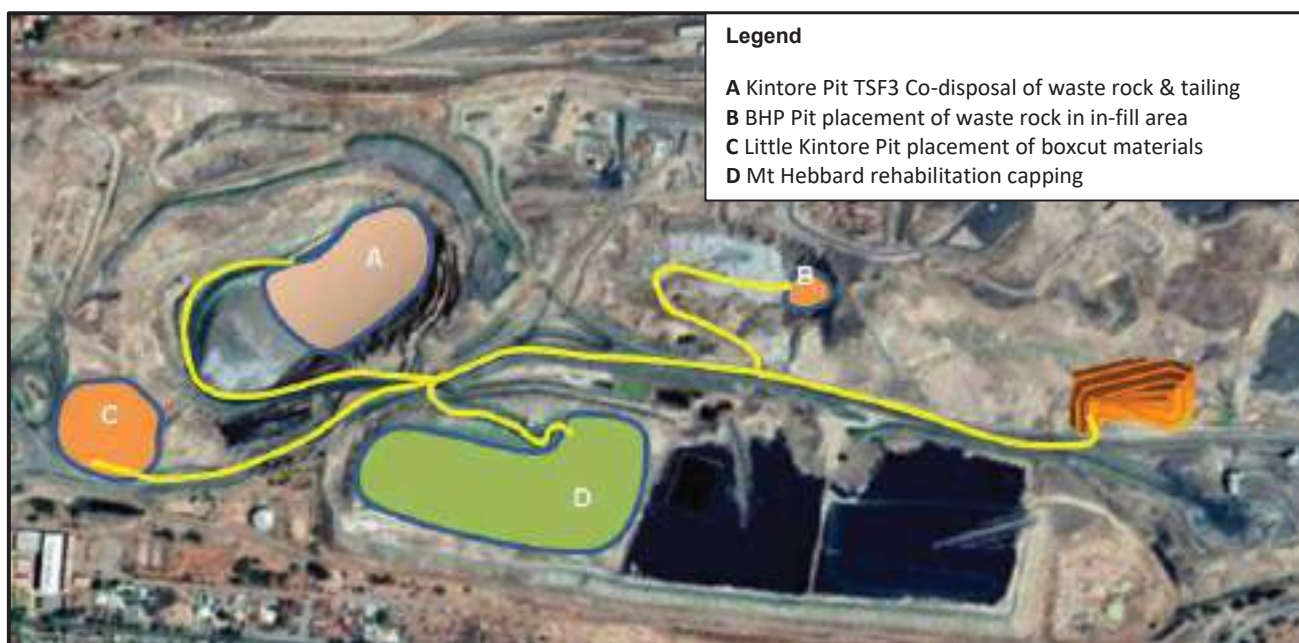 Legend
A Kintore Pit TSF3 Co-disposal of waste rock & tailing
B BHP Pit placement of waste rock in in-fill area
C Little Kintore Pit placement of boxcut materials
D Mt Hebbard rehabilitation capping
A
B
C
D